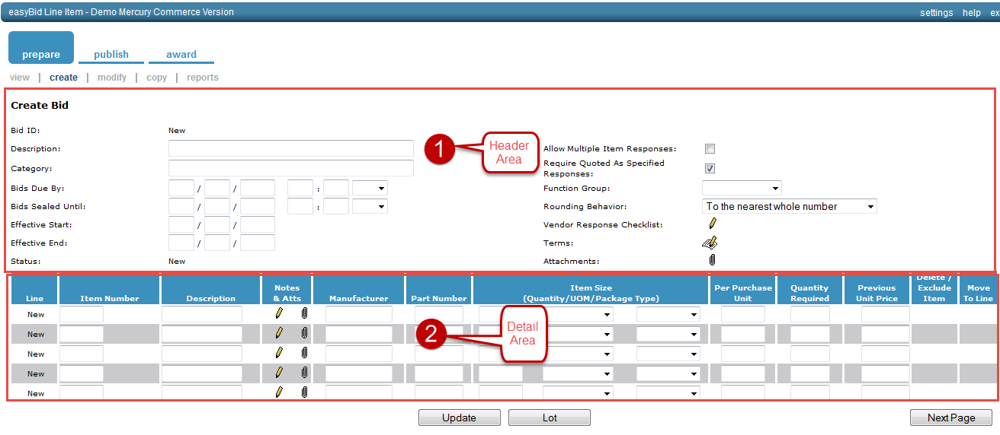 easyBid Line Item - Demo Mercury Commerce Version
settings help ex
prepare publish award
view | create | modify | copy | reports
Create Bid
Bid ID: New
Description:
1 Header Area
Allow Multiple Item Responses:
Category:
Require Quoted As Specified Responses:
Bids Due By: / / :
Function Group:
Bids Sealed Until: / / :
Rounding Behavior: To the nearest whole number
Effective Start: / /
Vendor Response Checklist:
Effective End: / /
Terms:
Status: New
Attachments:
Line Item Number Description Notes & Atts Manufacturer Part Number Item Size (Quantity/UOM/Package Type) Per Purchase Unit Quantity Required Previous Unit Price Delete / Exclude Item Move To Line
New
New
2 Detail Area
New
New
New
Update Lot Next Page